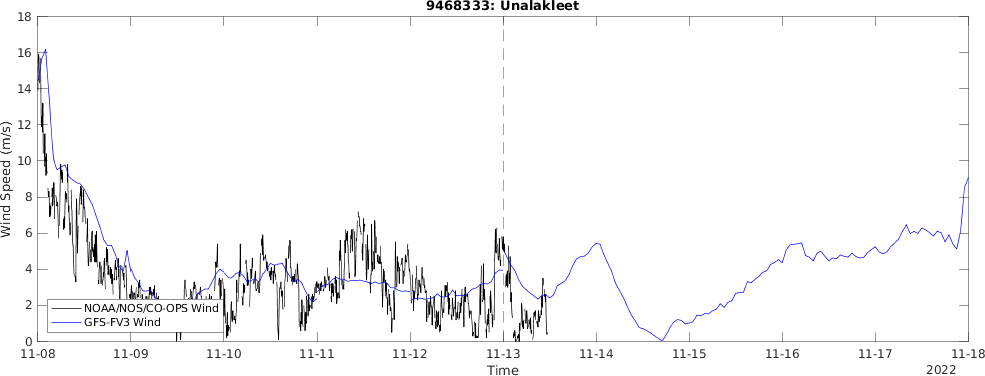 9468333: Unalakleet
18
16
14
12
10
8
6
4
2
0
Wind Speed (m/s)
NOAA/NOS/CO-OPS Wind
GFS-FV3 Wind
11-08 11-09 11-10 11-11 11-12 11-13 11-14 11-15 11-16 11-17 11-18
Time
2022